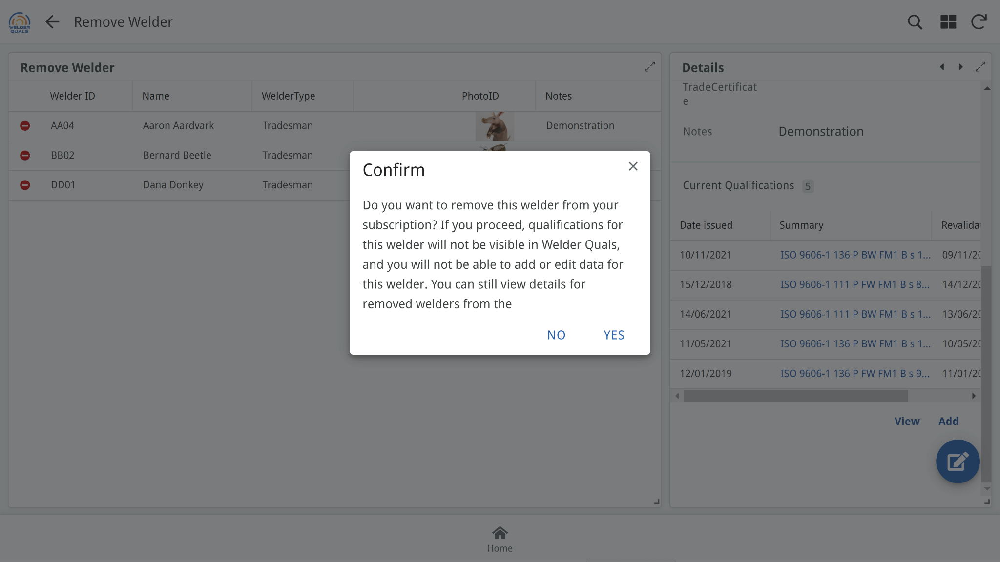 WELDER
QUALS
Remove Welder
Remove Welder
Welder ID Name WelderType PhotoID Notes
AA04 Aaron Aardvark Tradesman Demonstration
BB02 Bernard Beetle Tradesman
DD01 Dana Donkey Tradesman
Confirm
Do you want to remove this welder from your
subscription? If you proceed, qualifications for
this welder will not be visible in Welder Quals,
and you will not be able to add or edit data for
this welder. You can still view details for
removed welders from the
NO YES
Details
TradeCertificat
e
Notes Demonstration
Current Qualifications 5
Date issued Summary Revalidat
10/11/2021 ISO 9606-1 136 P BW FM1 B s 1... 09/11/20
15/12/2018 ISO 9606-1 111 P FW FM1 B s 8... 14/12/20
14/06/2021 ISO 9606-1 111 P BW FM1 B s 1... 13/06/20
11/05/2021 ISO 9606-1 136 P BW FM1 B s 1... 10/05/20
12/01/2019 ISO 9606-1 136 P FW FM1 B s 9... 11/01/20
View Add
Home